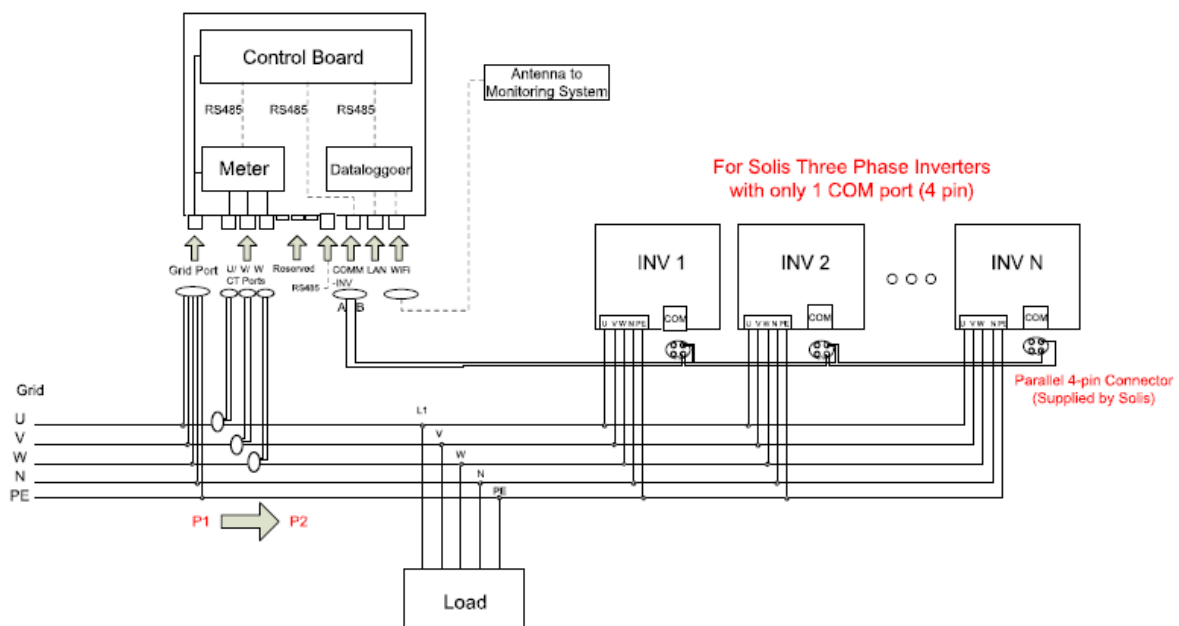 Control Board
Antenna to
Monitoring System
RS485 RS485 RS485
Meter
Dataloggoer
For Solis Three Phase Inverters
with only 1 COM port (4 pin)
Grid Port
U/ V/ W
CT Ports
Reserved
RS485
COMM
-INV
LAN
WiFi
A B
INV 1
INV 2
INV N
COM
COM
COM
U V W N PE
U V W N PE
U V W N PE
Parallel 4-pin Connector
(Supplied by Solis)
Grid
U
V
W
N
PE
L1
V
W
N
PE
P1
P2
Load